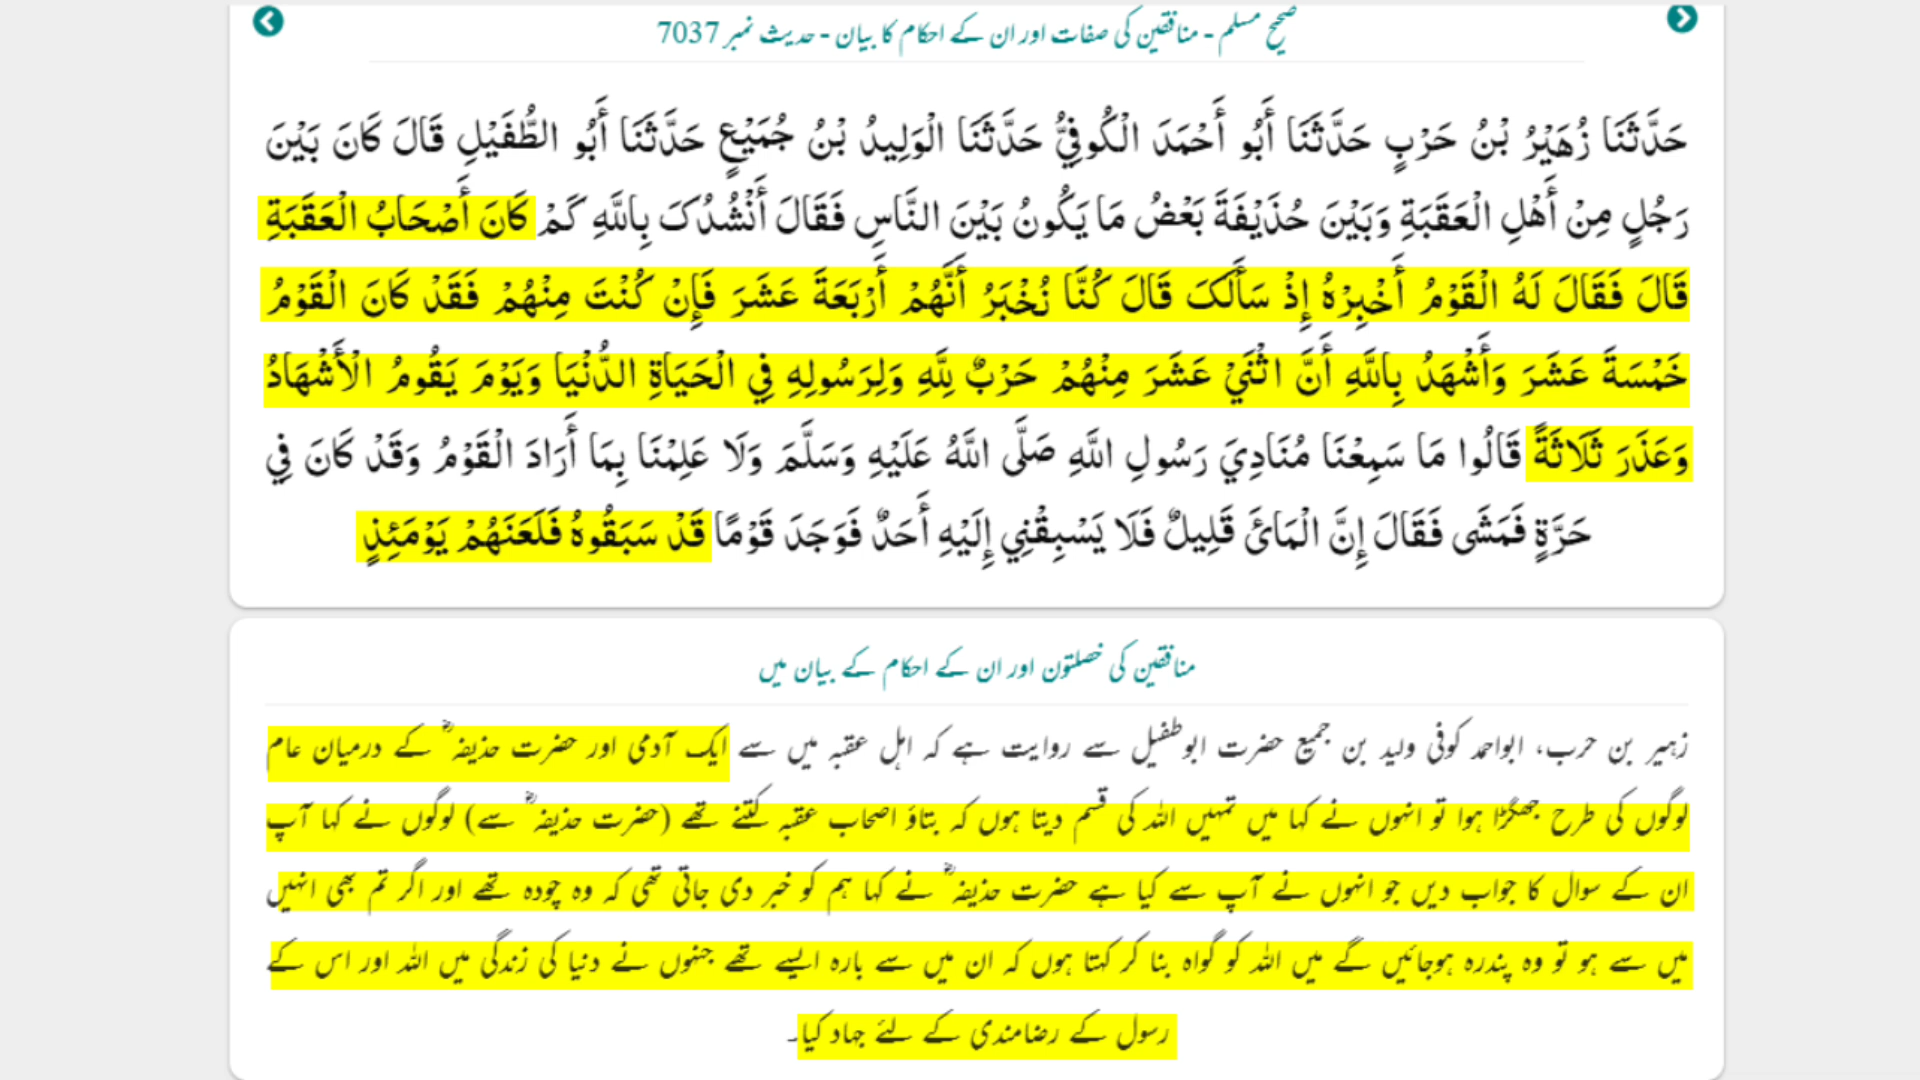 صحیح مسلم - منافقین کی صفات اور ان کے احکام کا بیان - حدیث نمبر 7037
حَدَّثَنَا زُهَيْرُ بْنُ حَرْبٍ حَدَّثَنَا أَبُو أَحْمَدَ الْکُوفِيُّ حَدَّثَنَا الْوَلِيدُ بْنُ جُمَيْعٍ حَدَّثَنَا أَبُو الطُّفَيْلِ قَالَ کَانَ بَيْنَ
رَجُلٍ مِنْ أَهْلِ الْعَقَبَةِ وَبَيْنَ حُذَيْفَةَ بَعْضُ مَا يَکُونُ بَيْنَ النَّاسِ فَقَالَ أَنْشُدُکَ بِاللَّهِ کَمْ کَانَ أَصْحَابُ الْعَقَبَةِ
قَالَ فَقَالَ لَهُ الْقَوْمُ أَخْبِرْهُ إِذْ سَأَلَکَ قَالَ کُنَّا نُخْبَرُ أَنَّهُمْ أَرْبَعَةَ عَشَرَ فَإِنْ کُنْتَ مِنْهُمْ فَقَدْ کَانَ الْقَوْمُ
خَمْسَةَ عَشَرَ وَأَشْهَدُ بِاللَّهِ أَنَّ اثْنَيْ عَشَرَ مِنْهُمْ حَرْبٌ لِلَّهِ وَلِرَسُولِهِ فِي الْحَيَاةِ الدُّنْيَا وَيَوْمَ يَقُومُ الْأَشْهَادُ
وَعَذَرَ ثَلَاثَةً قَالُوا مَا سَمِعْنَا مُنَادِيَ رَسُولِ اللَّهِ صَلَّی اللَّهُ عَلَيْهِ وَسَلَّمَ وَلَا عَلِمْنَا بِمَا أَرَادَ الْقَوْمُ وَقَدْ کَانَ فِي
حَرَّةٍ فَمَشَی فَقَالَ إِنَّ الْمَائَ قَلِيلٌ فَلَا يَسْبِقْنِي إِلَيْهِ أَحَدٌ فَوَجَدَ قَوْمًا قَدْ سَبَقُوهُ فَلَعَنَهُمْ يَوْمَئِذٍ
منافقین کی خصلتون اور ان کے احکام کے بیان میں
زہیر بن حرب، ابواحمد کوفی ولید بن جمیع حضرت ابوطفیل سے روایت ہے کہ اہل عقبہ میں سے ایک آدمی اور حضرت حذیفہ ؓ کے درمیان عام
لوگوں کی طرح جھگڑا ہوا تو انہوں نے کہا میں تمہیں اللہ کی قسم دیتا ہوں کہ بتاؤ اصحاب عقبہ کتنے تھے (حضرت حذیفہ ؓ سے) لوگوں نے کہا آپ
ان کے سوال کا جواب دیں جو انہوں نے آپ سے کیا ہے حضرت حذیفہ ؓ نے کہا ہم کو خبر دی جاتی تھی کہ وہ چودہ تھے اور اگر تم بھی انہیں
میں سے ہو تو وہ پندرہ ہوجائیں گے میں اللہ کو گواہ بنا کر کہتا ہوں کہ ان میں سے بارہ ایسے تھے جنہوں نے دنیا کی زندگی میں اللہ اور اس کے
رسول کے رضامندی کے لئے جہاد کیا۔